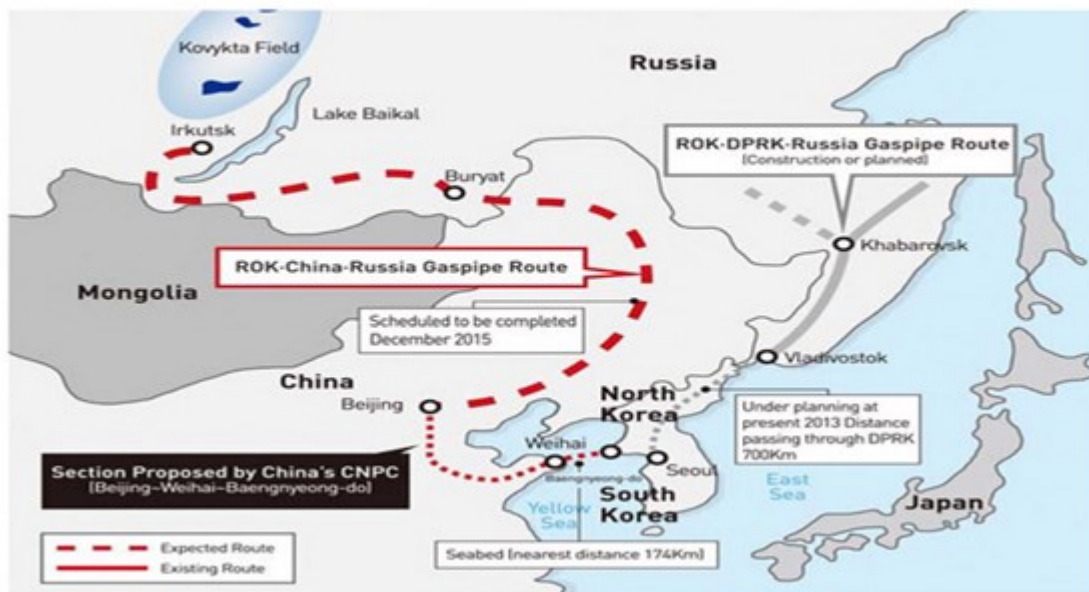 Kovykta Field
Russia
Lake Baikal
Irkutsk
ROK-DPRK-Russia Gaspipe Route
[Construction or planned]
Buryat
Khabarovsk
ROK-China-Russia Gaspipe Route
Mongolia
Scheduled to be completed
December 2015
Vladivostok
China
Beijing
North
Korea
Under planning at
present 2013 Distance
passing through DPRK
700Km
Weihai
Section Proposed by China's CNPC
[Beijing-Weihai-Baengnyeong-do]
Seoul
Baengnyeong-do
South
Korea
East
Sea
Yellow
Sea
Japan
Expected Route
Existing Route
Seabed [nearest distance 174Km]